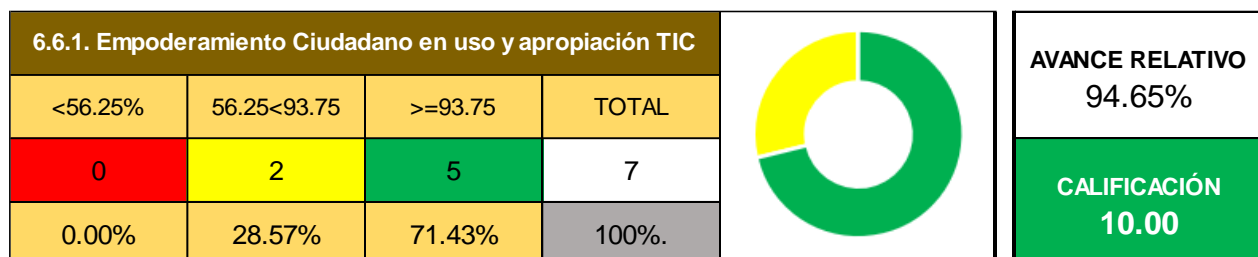 6.6.1. Empoderamiento Ciudadano en uso y apropiación TIC
<56.25% 56.25<93.75 >=93.75 TOTAL
0 2 5 7
0.00% 28.57% 71.43% 100%.
AVANCE RELATIVO
94.65%
CALIFICACIÓN
10.00